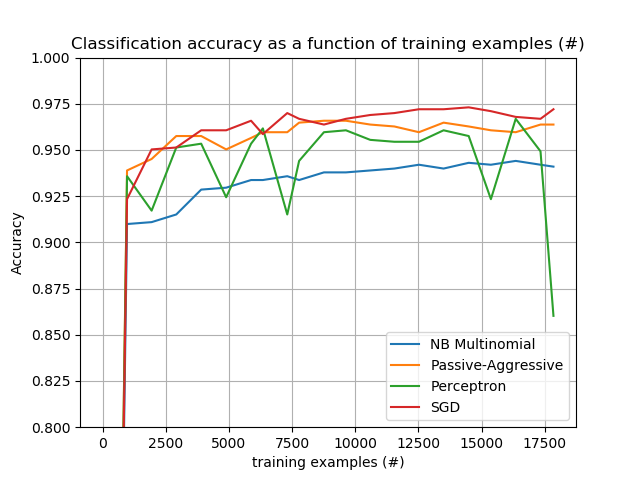 Classification accuracy as a function of training examples (#)
1.000
0.975
0.950
0.925
0.900
0.875
0.850
0.825
0.800
Accuracy
NB Multinomial
Passive-Aggressive
Perceptron
SGD
0 2500 5000 7500 10000 12500 15000 17500
training examples (#)